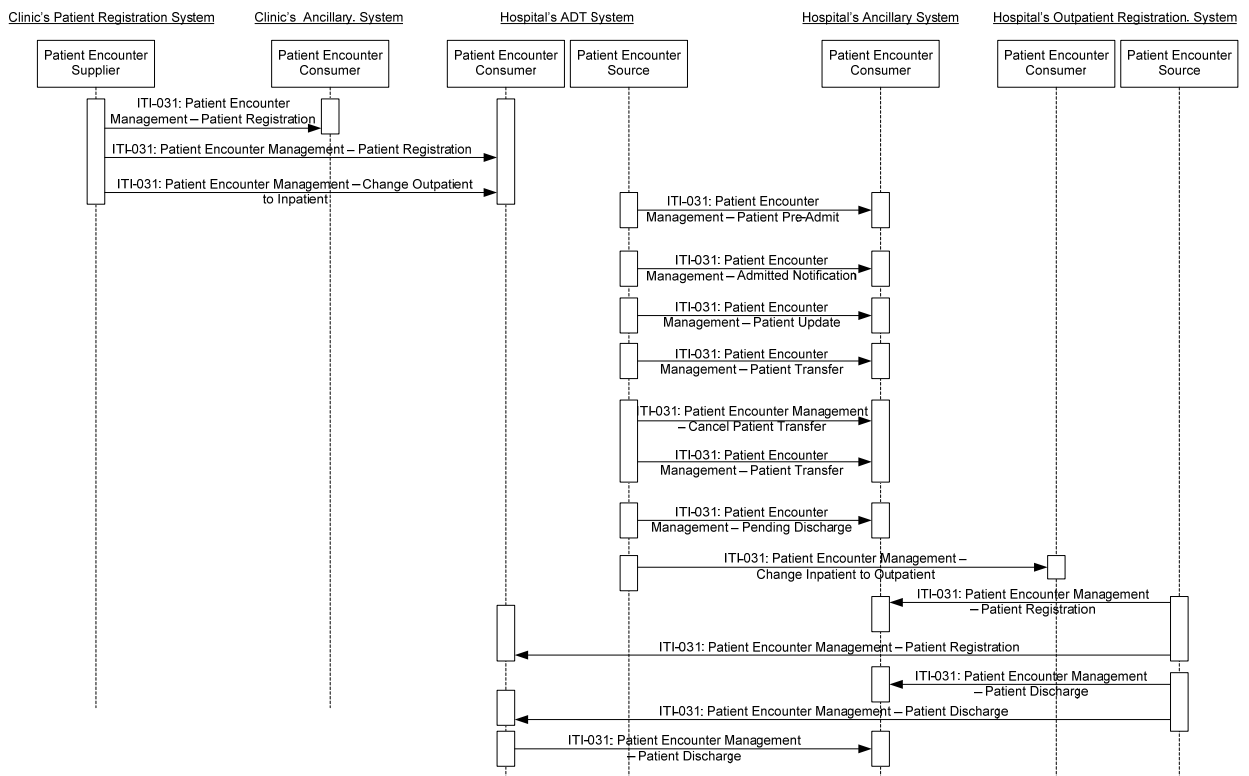 Clinic's Patient Registration System
Clinic's Ancillary. System
Hospital's ADT System
Hospital's Ancillary System
Hospital's Outpatient Registration. System
Patient Encounter
Supplier
Patient Encounter
Consumer
Patient Encounter
Consumer
Patient Encounter
Source
Patient Encounter
Consumer
Patient Encounter
Consumer
Patient Encounter
Source
ITI-031: Patient Encounter
Management – Patient Registration
ITI-031: Patient Encounter Management – Patient Registration
ITI-031: Patient Encounter Management – Change Outpatient
to Inpatient
ITI-031: Patient Encounter
Management – Patient Pre-Admit
ITI-031: Patient Encounter
Management – Admitted Notification
ITI-031: Patient Encounter
Management – Patient Update
ITI-031: Patient Encounter
Management – Patient Transfer
ITI-031: Patient Encounter Management
– Cancel Patient Transfer
ITI-031: Patient Encounter
Management – Patient Transfer
ITI-031: Patient Encounter
Management – Pending Discharge
ITI-031: Patient Encounter Management –
Change Inpatient to Outpatient
ITI-031: Patient Encounter Management
– Patient Registration
ITI-031: Patient Encounter Management – Patient Registration
ITI-031: Patient Encounter Management
– Patient Discharge
ITI-031: Patient Encounter Management – Patient Discharge
ITI-031: Patient Encounter Management
– Patient Discharge